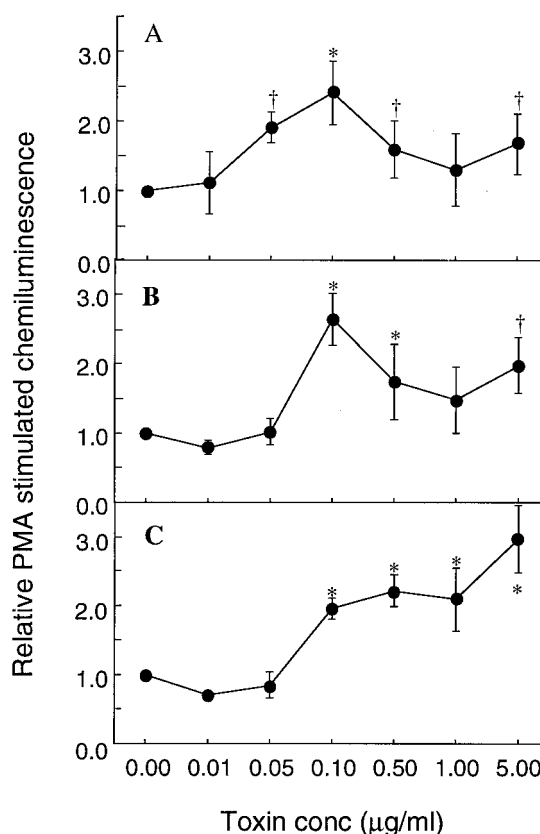 Relative PMA stimulated chemiluminescence
A
3.0
2.0
1.0
0.0
† * † †
B
3.0
2.0
1.0
0.0
* * †
C
3.0
2.0
1.0
0.0
* * * *
0.00 0.01 0.05 0.10 0.50 1.00 5.00
Toxin conc (μg/ml)